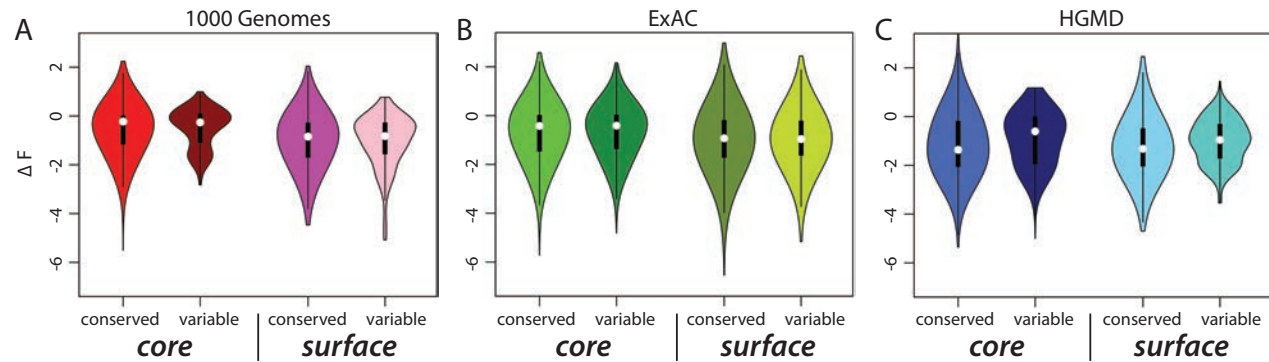 1000 Genomes
ExAC
HGMD
A
B
C
Δ F
2
0
-2
-4
-6
2
0
-2
-4
-6
2
0
-2
-4
-6
conserved variable conserved variable
core surface
conserved variable conserved variable
core surface
conserved variable conserved variable
core surface